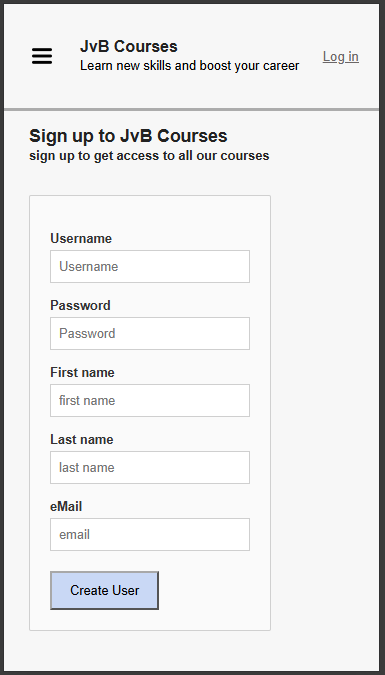 JvB Courses
Learn new skills and boost your career
Log in
Sign up to JvB Courses
sign up to get access to all our courses
Username
Username
Password
Password
First name
first name
Last name
last name
eMail
email
Create User